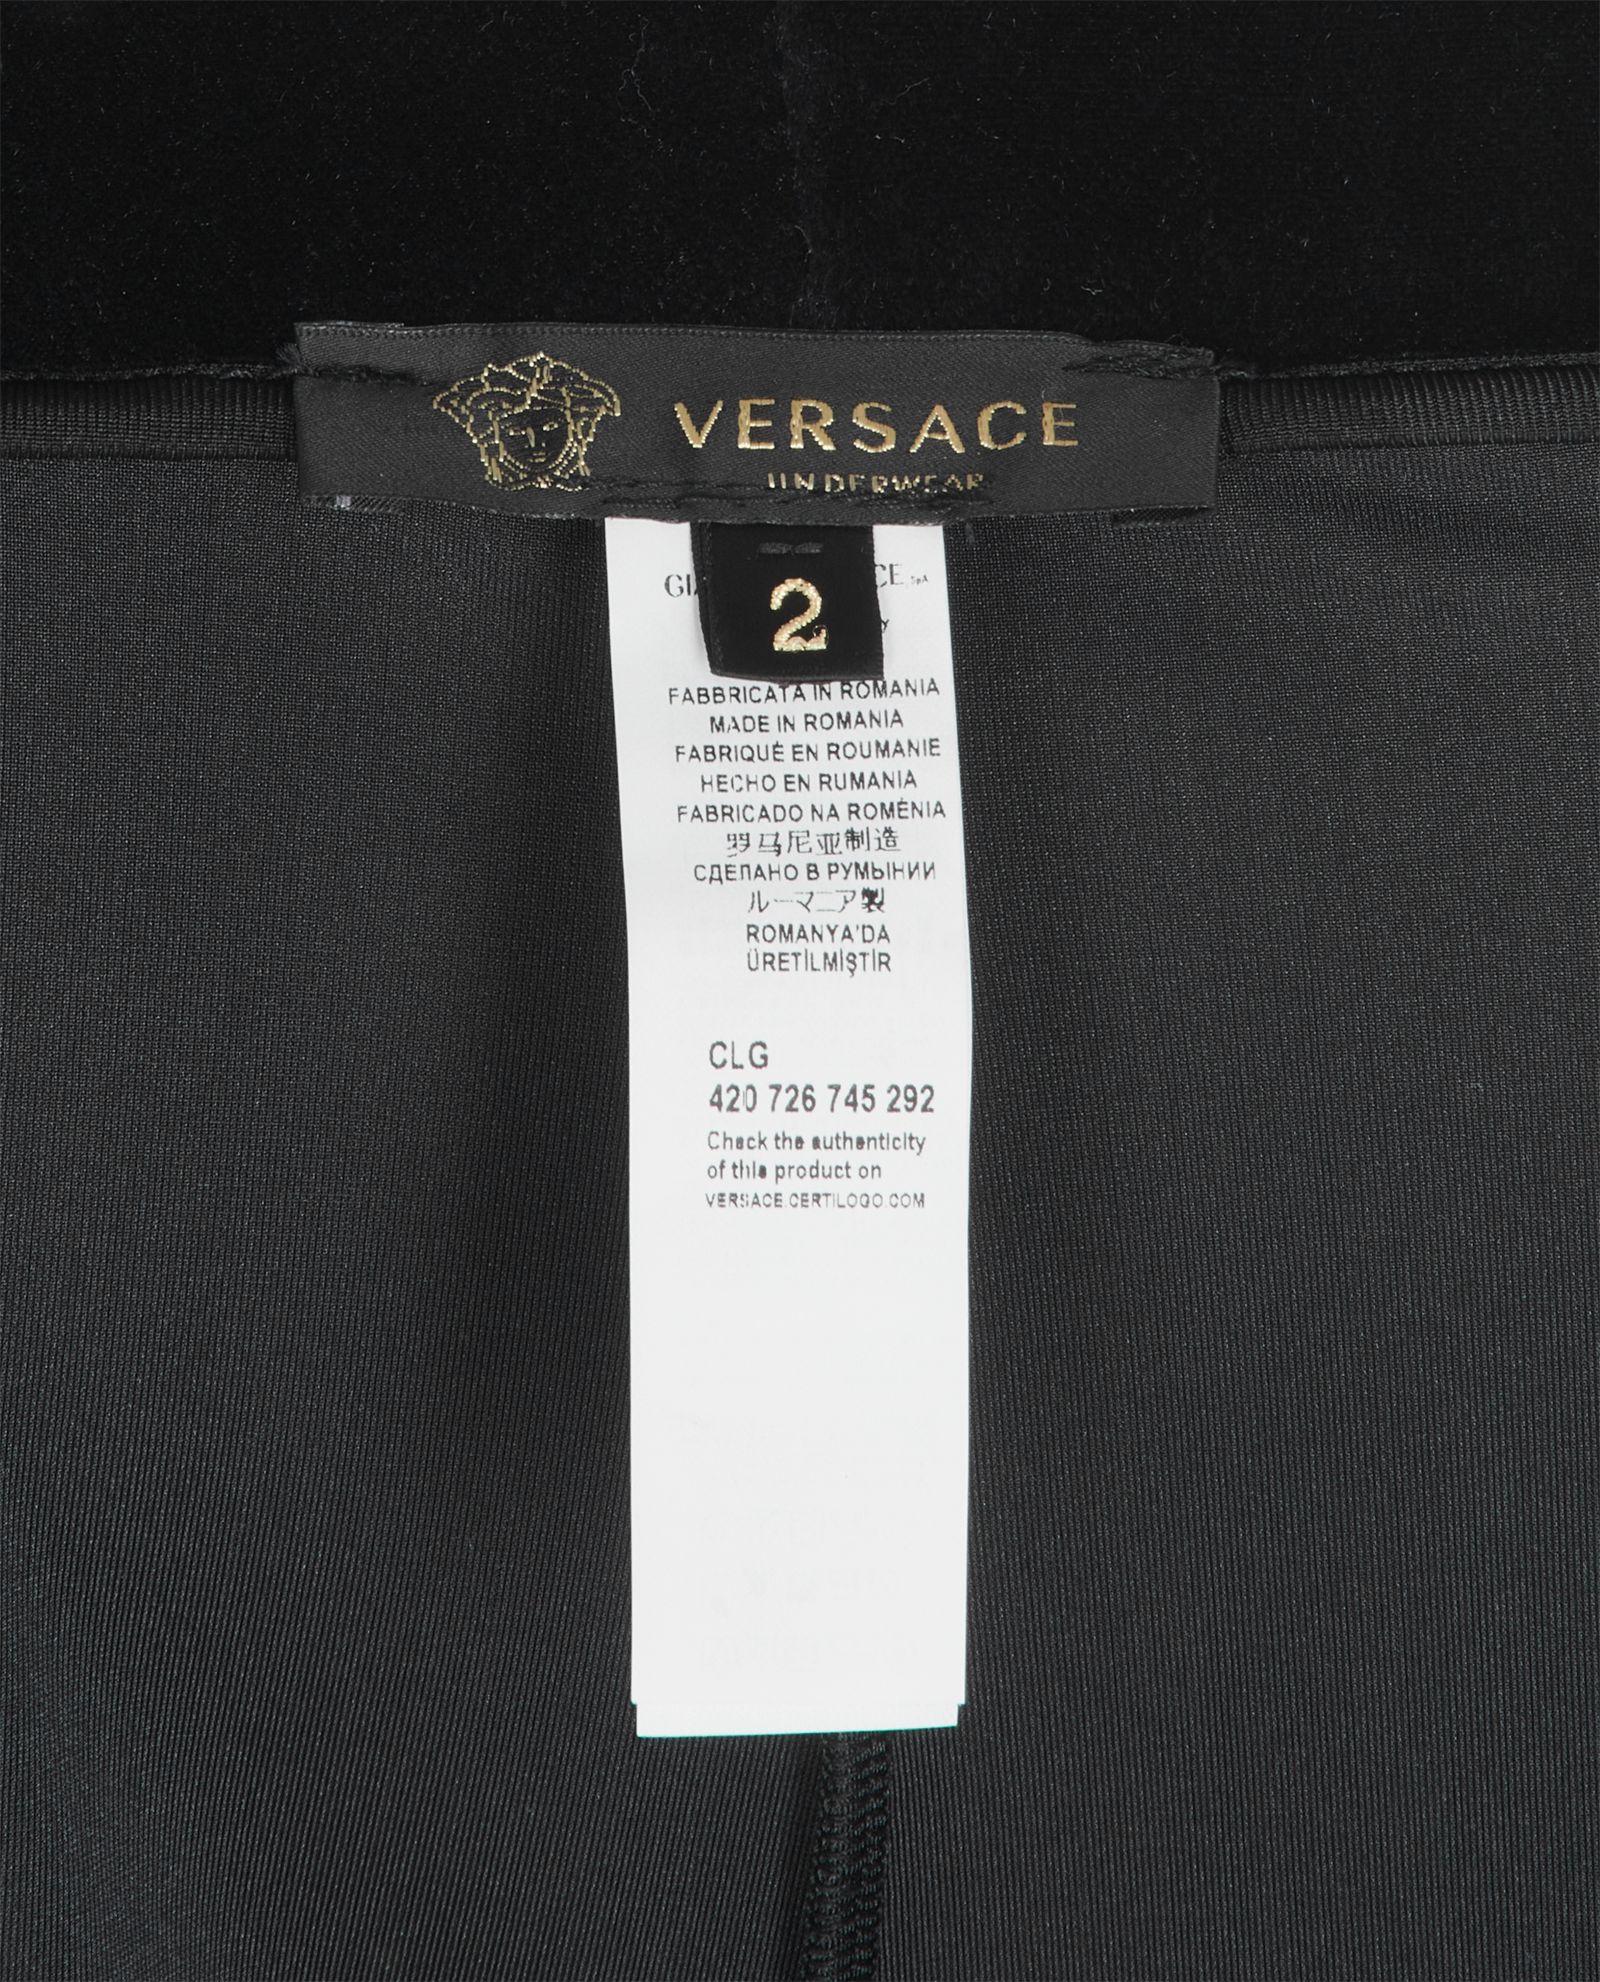 VERSACE
UNDERWEAR
2
FABBRICATA IN ROMANIA
MADE IN ROMANIA
FABRIQUÉ EN ROUMANIE
HECHO EN RUMANIA
FABRICADO NA ROMÉNIA
罗马尼亚制造
СДЕЛАНО В РУМЫНИИ
ルーマニア製
ROMANYA'DA
ÜRETİLMİŞTİR
CLG
420 726 745 292
Check the authenticity
of this product on
VERSACE.CERTILOGO.COM